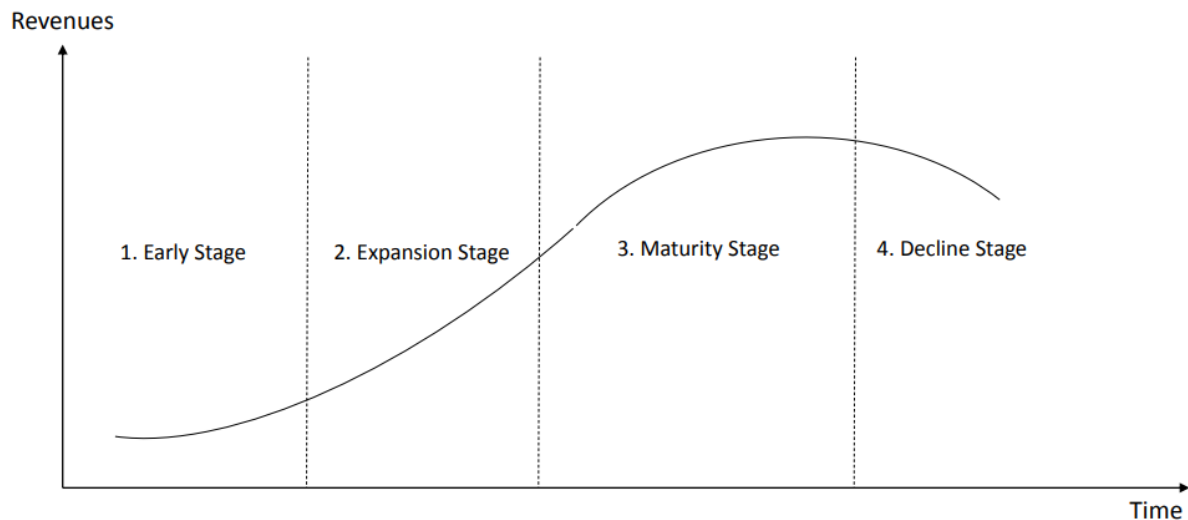 Revenues
1. Early Stage
2. Expansion Stage
3. Maturity Stage
4. Decline Stage
Time